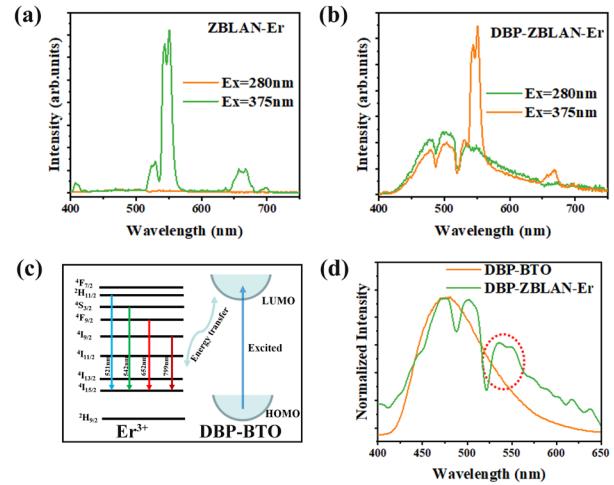 (a)
ZBLAN-Er
Ex=280nm
Ex=375nm
Intensity (arb.units)
400 500 600 700
Wavelength (nm)
(b)
DBP-ZBLAN-Er
Ex=280nm
Ex=375nm
Intensity (arb.units)
400 500 600 700
Wavelength (nm)
(c)
⁴F₇/₂
²H₁₁/₂
⁴S₃/₂
⁴F₉/₂
⁴I₉/₂
⁴I₁₁/₂
⁴I₁₃/₂
⁴I₁₅/₂
²H₉/₂
521nm
542nm
652nm
799nm
Er³⁺
Energy transfer
LUMO
Excited
HOMO
DBP-BTO
(d)
DBP-BTO
DBP-ZBLAN-Er
Normalized Intensity
400 450 500 550 600 650
Wavelength (nm)